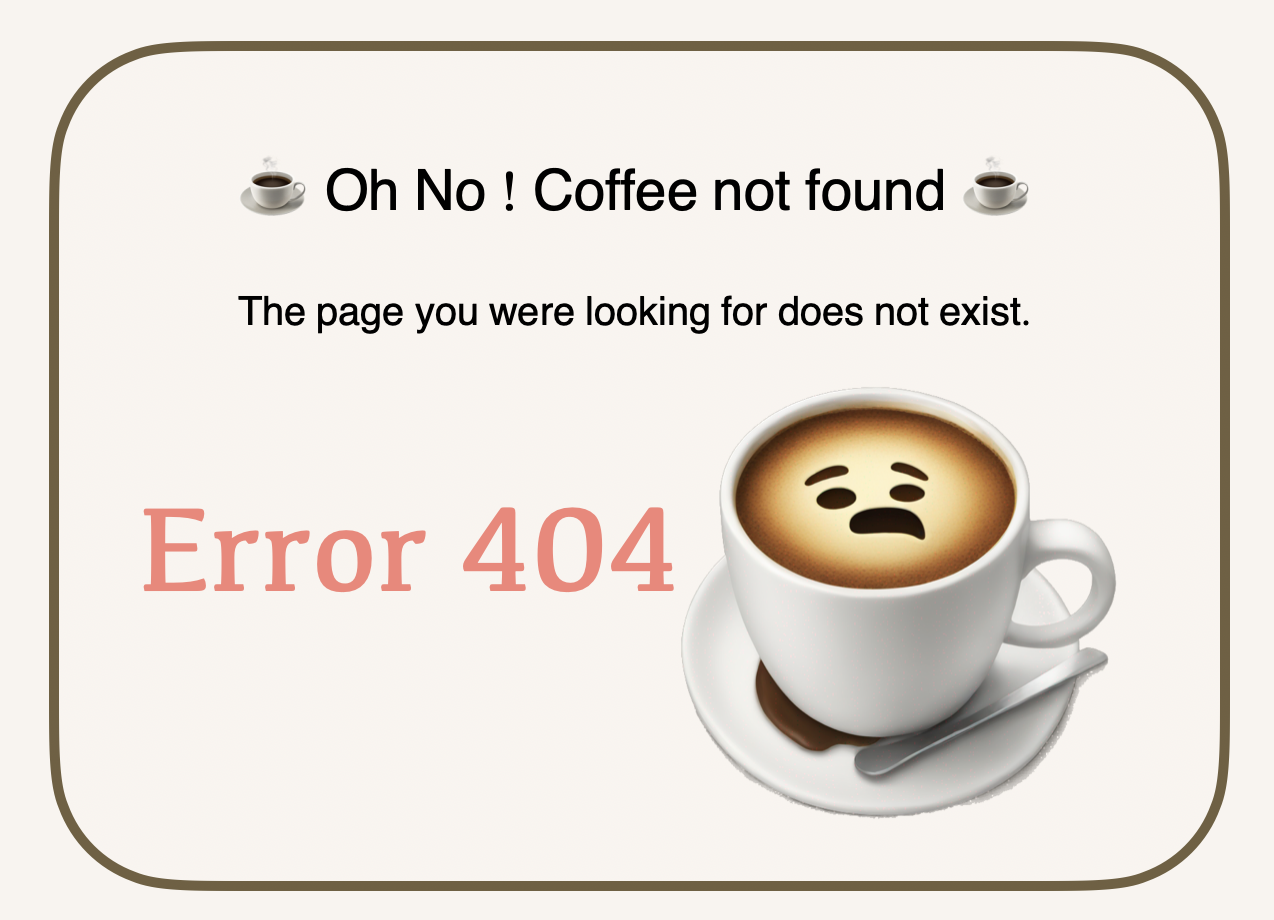 Oh No ! Coffee not found
The page you were looking for does not exist.
Error 404